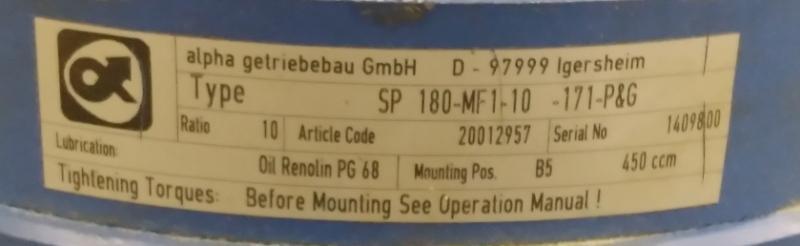 alpha getriebebau GmbH D - 97999 Igersheim
Type SP 180-MF1-10 -171-P&G
Ratio 10 Article Code 20012957 Serial No 1409800
Lubrication: Oil Renolin PG 68 Mounting Pos. B5 450 ccm
Tightening Torques: Before Mounting See Operation Manual !